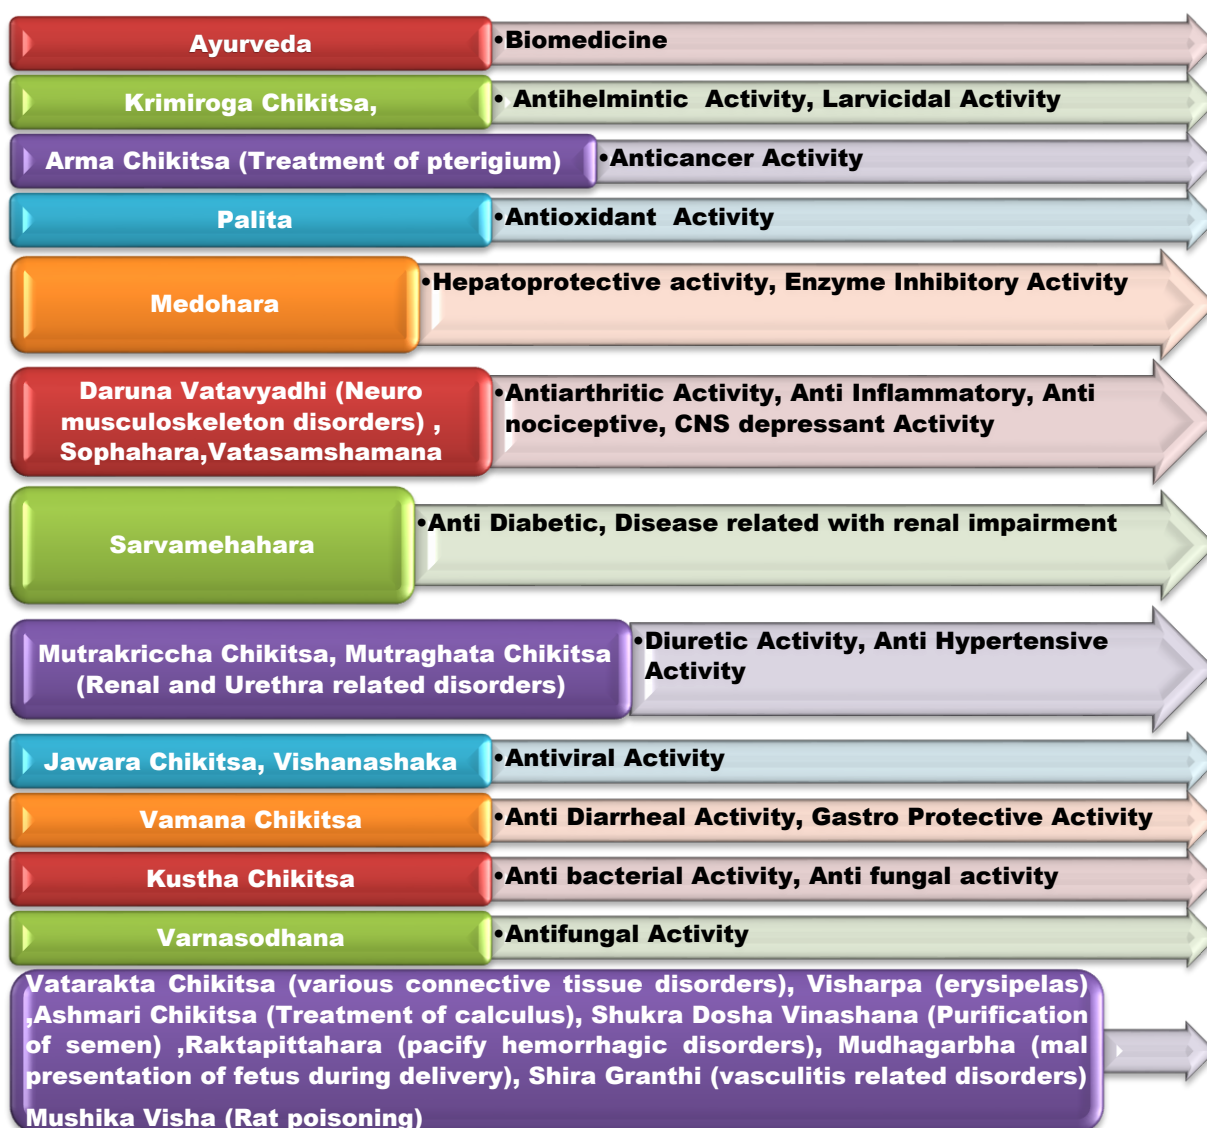 Ayurveda
•Biomedicine
Krimiroga Chikitsa,
• Antihelmintic  Activity, Larvicidal Activity
Arma Chikitsa (Treatment of pterigium)
•Anticancer Activity
Palita
•Antioxidant  Activity
Medohara
•Hepatoprotective activity, Enzyme Inhibitory Activity
Daruna Vatavyadhi (Neuro
musculoskeleton disorders) ,
Sophahara,Vatasamshamana
•Antiarthritic Activity, Anti Inflammatory, Anti
nociceptive, CNS depressant Activity
Sarvamehahara
•Anti Diabetic, Disease related with renal impairment
Mutrakriccha Chikitsa, Mutraghata Chikitsa
(Renal and Urethra related disorders)
•Diuretic Activity, Anti Hypertensive
Activity
Jawara Chikitsa, Vishanashaka
•Antiviral Activity
Vamana Chikitsa
•Anti Diarrheal Activity, Gastro Protective Activity
Kustha Chikitsa
•Anti bacterial Activity, Anti fungal activity
Varnasodhana
•Antifungal Activity
Vatarakta Chikitsa (various connective tissue disorders), Visharpa (erysipelas)
,Ashmari Chikitsa (Treatment of calculus), Shukra Dosha Vinashana (Purification
of semen) ,Raktapittahara (pacify hemorrhagic disorders), Mudhagarbha (mal
presentation of fetus during delivery), Shira Granthi (vasculitis related disorders)
Mushika Visha (Rat poisoning)